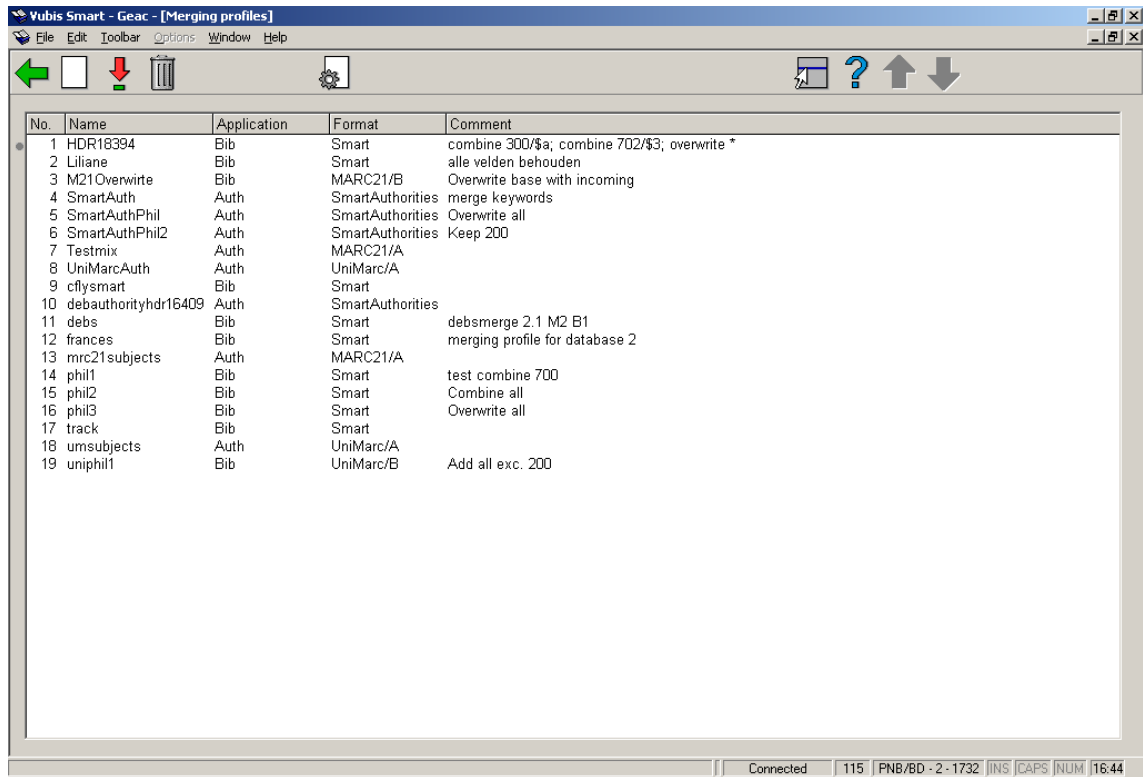 Vubis Smart - Geac - [Merging profiles]
File Edit Toolbar Options Window Help
No. Name Application Format Comment
1 HDR18394 Bib Smart combine 300/$a; combine 702/$3; overwrite *
2 Liliane Bib Smart alle velden behouden
3 M21Overwirte Bib MARC21/B Overwrite base with incoming
4 SmartAuth Auth SmartAuthorities merge keywords
5 SmartAuthPhil Auth SmartAuthorities Overwrite all
6 SmartAuthPhil2 Auth SmartAuthorities Keep 200
7 Testmix Auth MARC21/A
8 UniMarcAuth Auth UniMarc/A
9 cflysmart Bib Smart
10 debauthorityhdr16409 Auth SmartAuthorities
11 debs Bib Smart debsmerge 2.1 M2 B1
12 frances Bib Smart merging profile for database 2
13 mrc21subjects Auth MARC21/A
14 phil1 Bib Smart test combine 700
15 phil2 Bib Smart Combine all
16 phil3 Bib Smart Overwrite all
17 track Bib Smart
18 umsubjects Auth UniMarc/A
19 uniphil1 Bib UniMarc/B Add all exc. 200
Connected 115 PNB/BD - 2 - 1732 INS CAPS NUM 16:44